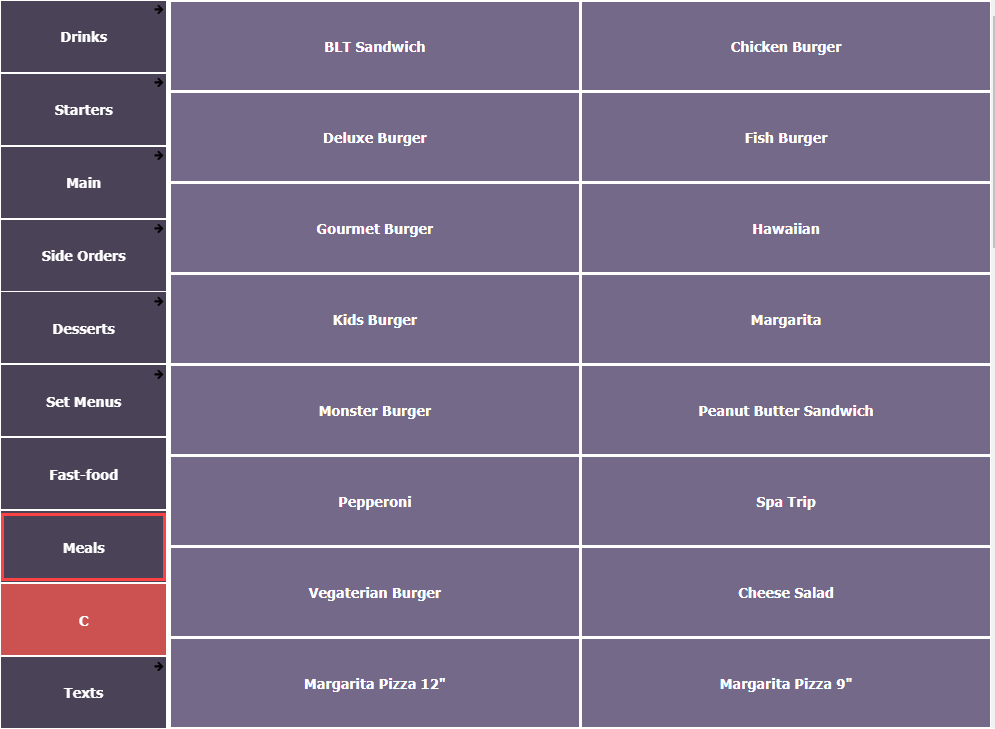 Drinks
Starters
Main
Side Orders
Desserts
Set Menus
Fast-food
Meals
C
Texts
BLT Sandwich
Chicken Burger
Deluxe Burger
Fish Burger
Gourmet Burger
Hawaiian
Kids Burger
Margarita
Monster Burger
Peanut Butter Sandwich
Pepperoni
Spa Trip
Vegaterian Burger
Cheese Salad
Margarita Pizza 12"
Margarita Pizza 9"